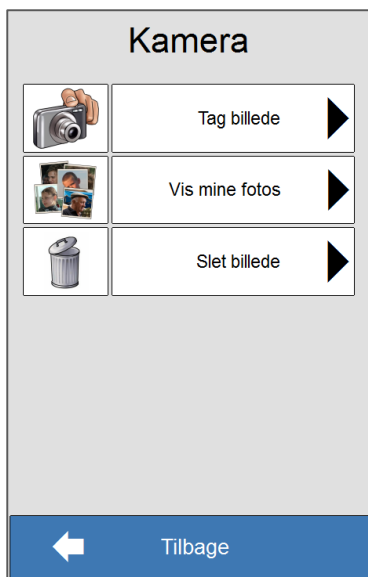 Kamera
Tag billede
Vis mine fotos
Slet billede
Tilbage